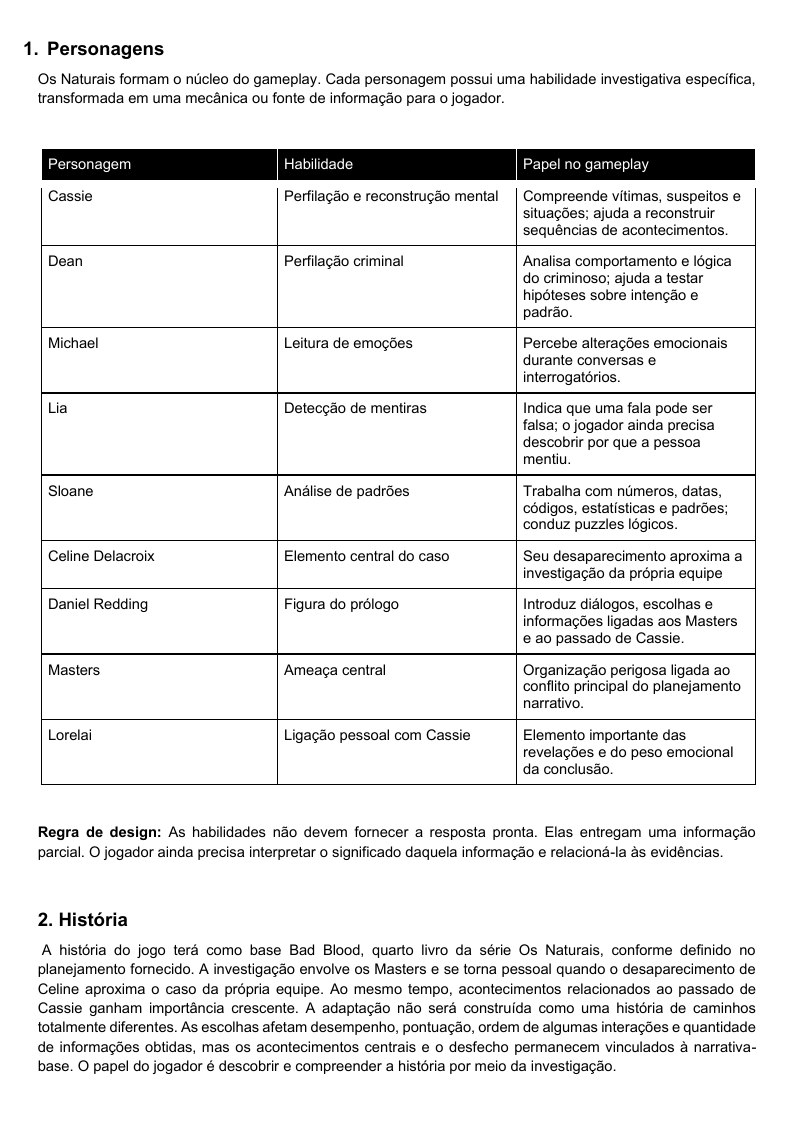 1. Personagens
Os Naturais formam o núcleo do gameplay. Cada personagem possui uma habilidade investigativa específica,
transformada em uma mecânica ou fonte de informação para o jogador.
Personagem Habilidade Papel no gameplay
Cassie Perfilação e reconstrução mental Compreende vítimas, suspeitos e
situações; ajuda a reconstruir
sequências de acontecimentos.
Dean Perfilação criminal Analisa comportamento e lógica
do criminoso; ajuda a testar
hipóteses sobre intenção e
padrão.
Michael Leitura de emoções Percebe alterações emocionais
durante conversas e
interrogatórios.
Lia Detecção de mentiras Indica que uma fala pode ser
falsa; o jogador ainda precisa
descobrir por que a pessoa
mentiu.
Sloane Análise de padrões Trabalha com números, datas,
códigos, estatísticas e padrões;
conduz puzzles lógicos.
Celine Delacroix Elemento central do caso Seu desaparecimento aproxima a
investigação da própria equipe
Daniel Redding Figura do prólogo Introduz diálogos, escolhas e
informações ligadas aos Masters
e ao passado de Cassie.
Masters Ameaça central Organização perigosa ligada ao
conflito principal do planejamento
narrativo.
Lorelai Ligação pessoal com Cassie Elemento importante das
revelações e do peso emocional
da conclusão.
Regra de design: As habilidades não devem fornecer a resposta pronta. Elas entregam uma informação
parcial. O jogador ainda precisa interpretar o significado daquela informação e relacioná-la às evidências.
2. História
A história do jogo terá como base Bad Blood, quarto livro da série Os Naturais, conforme definido no
planejamento fornecido. A investigação envolve os Masters e se torna pessoal quando o desaparecimento de
Celine aproxima o caso da própria equipe. Ao mesmo tempo, acontecimentos relacionados ao passado de
Cassie ganham importância crescente. A adaptação não será construída como uma história de caminhos
totalmente diferentes. As escolhas afetam desempenho, pontuação, ordem de algumas interações e quantidade
de informações obtidas, mas os acontecimentos centrais e o desfecho permanecem vinculados à narrativa-
base. O papel do jogador é descobrir e compreender a história por meio da investigação.